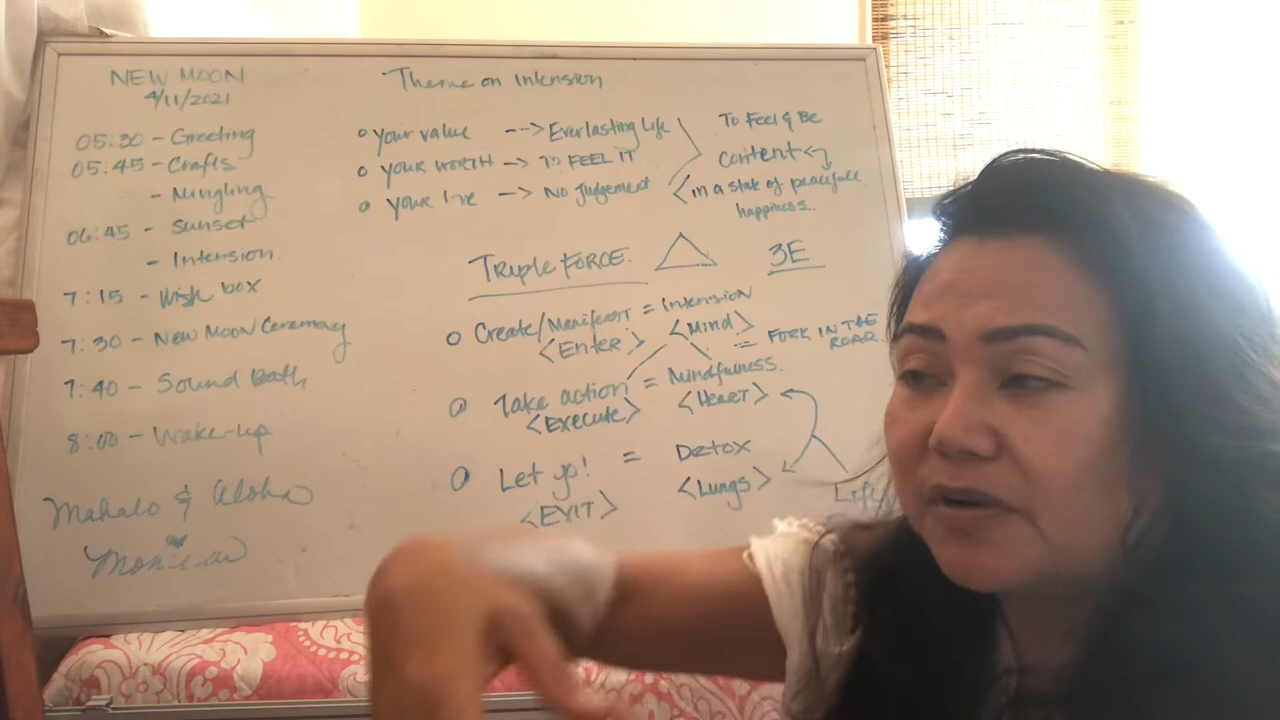 NEW MOON
4/11/2021
05:30 - Greeting
05:45 - Crafts
- Mingling
06:45 - Sunset
- Intension.
7:15 - Wish box
7:30 - New Moon Ceremony
7:40 - Sound Bath
8:00 - Wake-up
Mahalo & Aloha
Theme on Intension
Your value --> Everlasting Life
YOUR WORTH -> TO FEEL IT
Your -> No Judgement
To Feel & Be
Content
in a state of peacefull
happiness.
TRIPLE FORCE. 3E
Create/Manifest = Intension
<Enter> <Mind> = FORK IN THE
ROAD.
Take action = Mindfulness.
<Execute> <HEART>
Let go! = Detox
<EXIT> <Lungs>